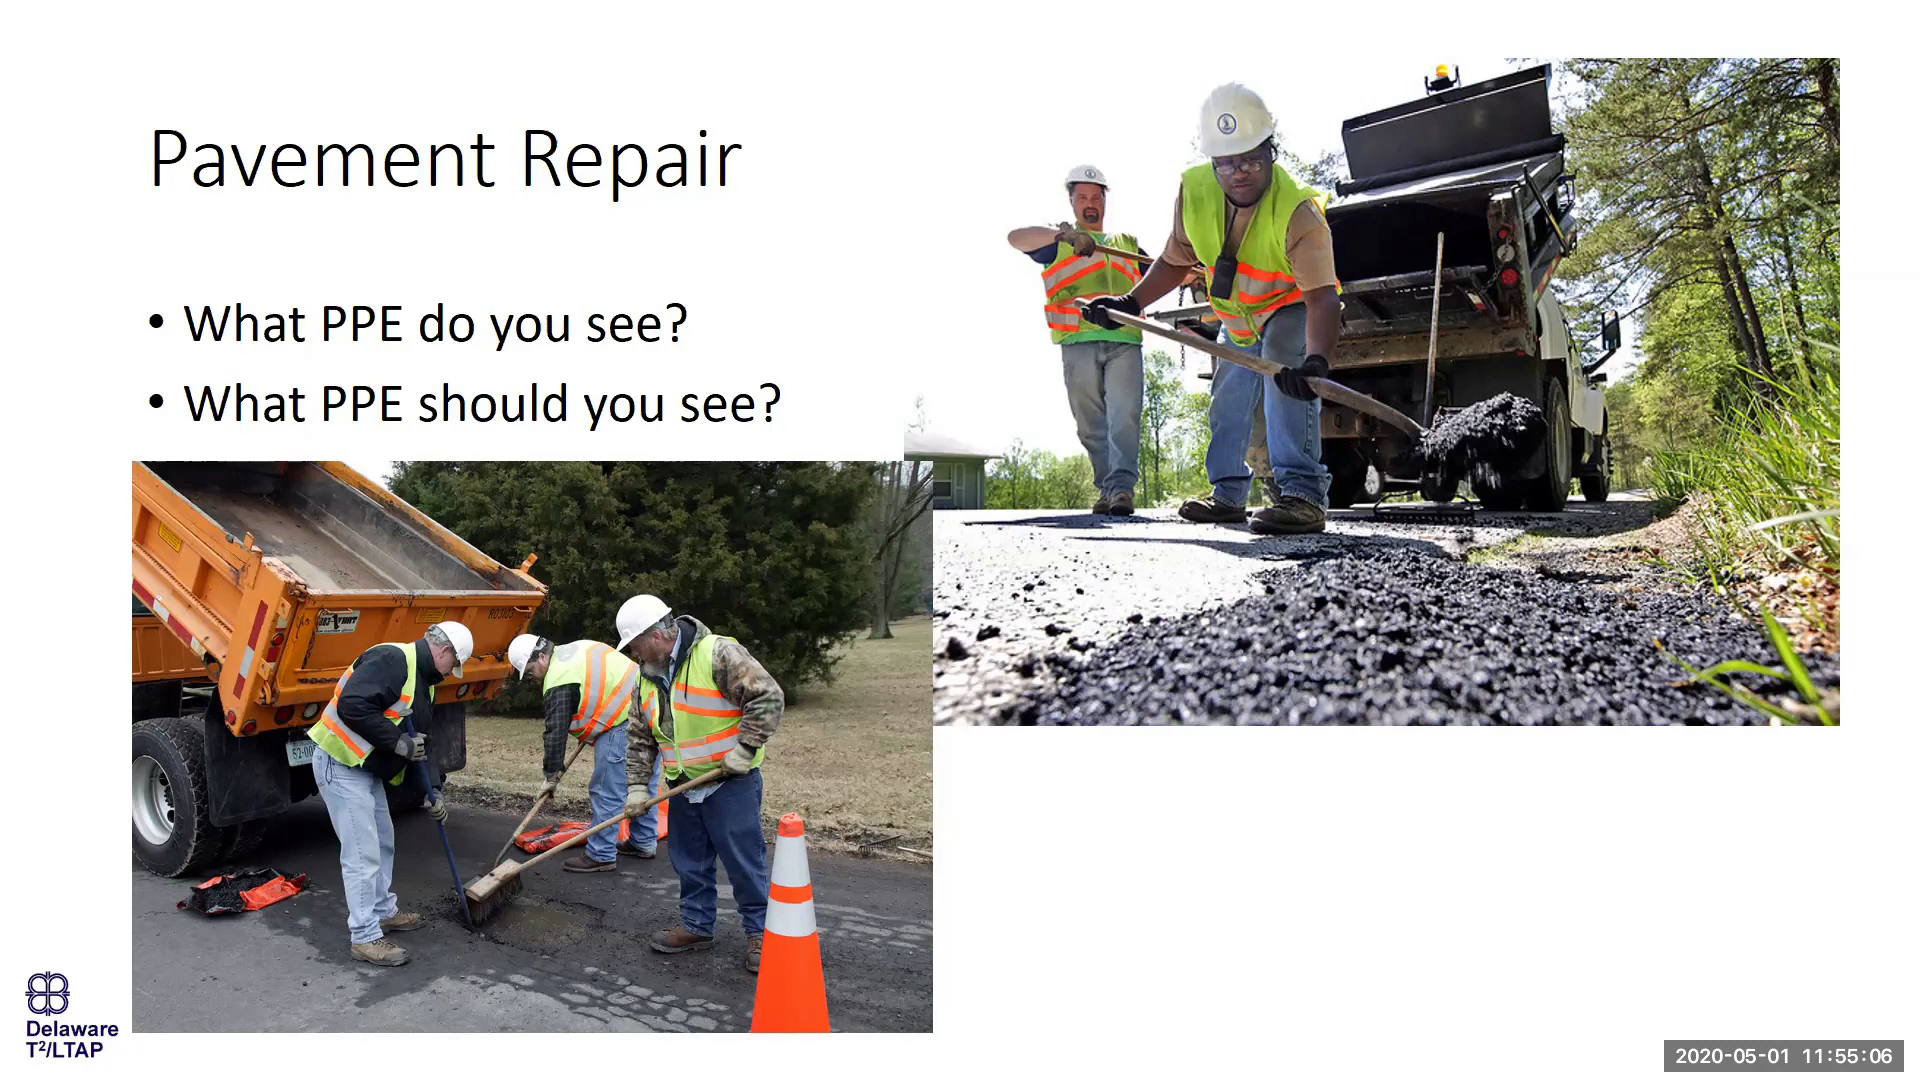 Pavement Repair
• What PPE do you see?
• What PPE should you see?
Delaware
T²/LTAP
2020-05-01 11:55:06